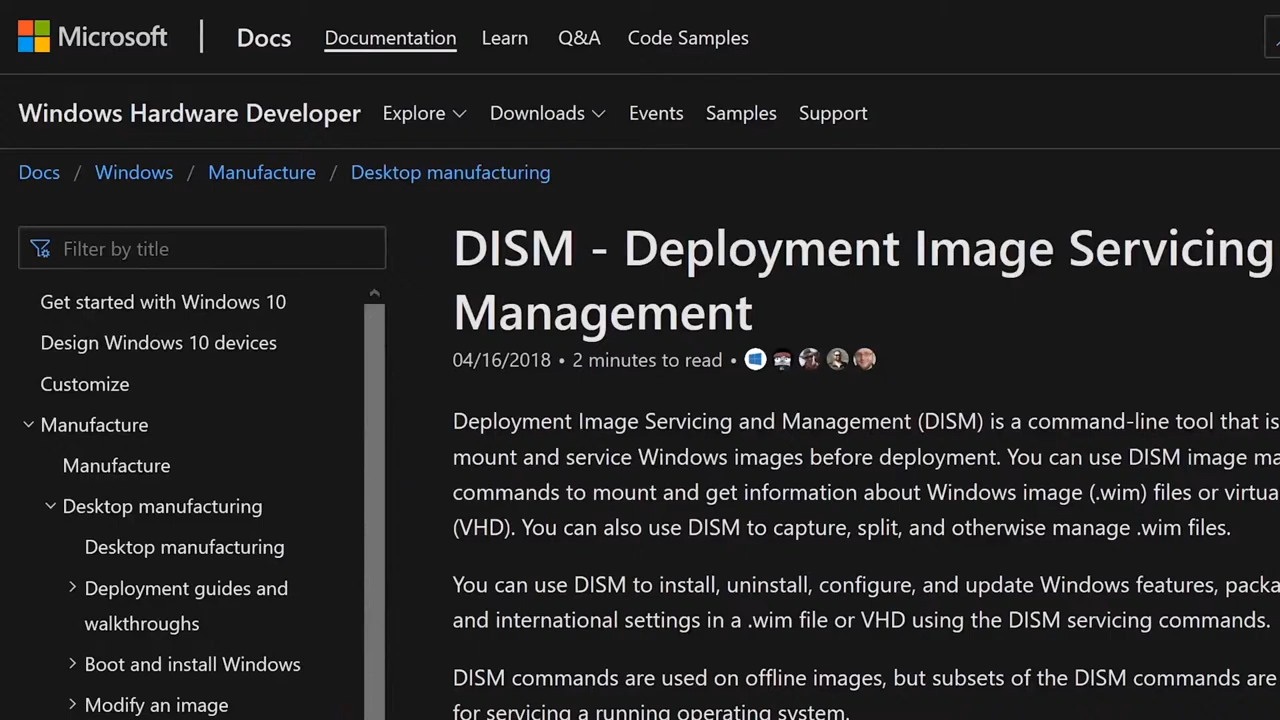 Microsoft
Docs
Documentation
Learn
Q&A
Code Samples
Windows Hardware Developer
Explore
Downloads
Events
Samples
Support
Docs / Windows / Manufacture / Desktop manufacturing
Filter by title
Get started with Windows 10
Design Windows 10 devices
Customize
Manufacture
Manufacture
Desktop manufacturing
Desktop manufacturing
Deployment guides and
walkthroughs
Boot and install Windows
Modify an image
DISM - Deployment Image Servicing
Management
04/16/2018 • 2 minutes to read •
Deployment Image Servicing and Management (DISM) is a command-line tool that is
mount and service Windows images before deployment. You can use DISM image ma
commands to mount and get information about Windows image (.wim) files or virtua
(VHD). You can also use DISM to capture, split, and otherwise manage .wim files.
You can use DISM to install, uninstall, configure, and update Windows features, packa
and international settings in a .wim file or VHD using the DISM servicing commands.
DISM commands are used on offline images, but subsets of the DISM commands are
for servicing a running operating system.